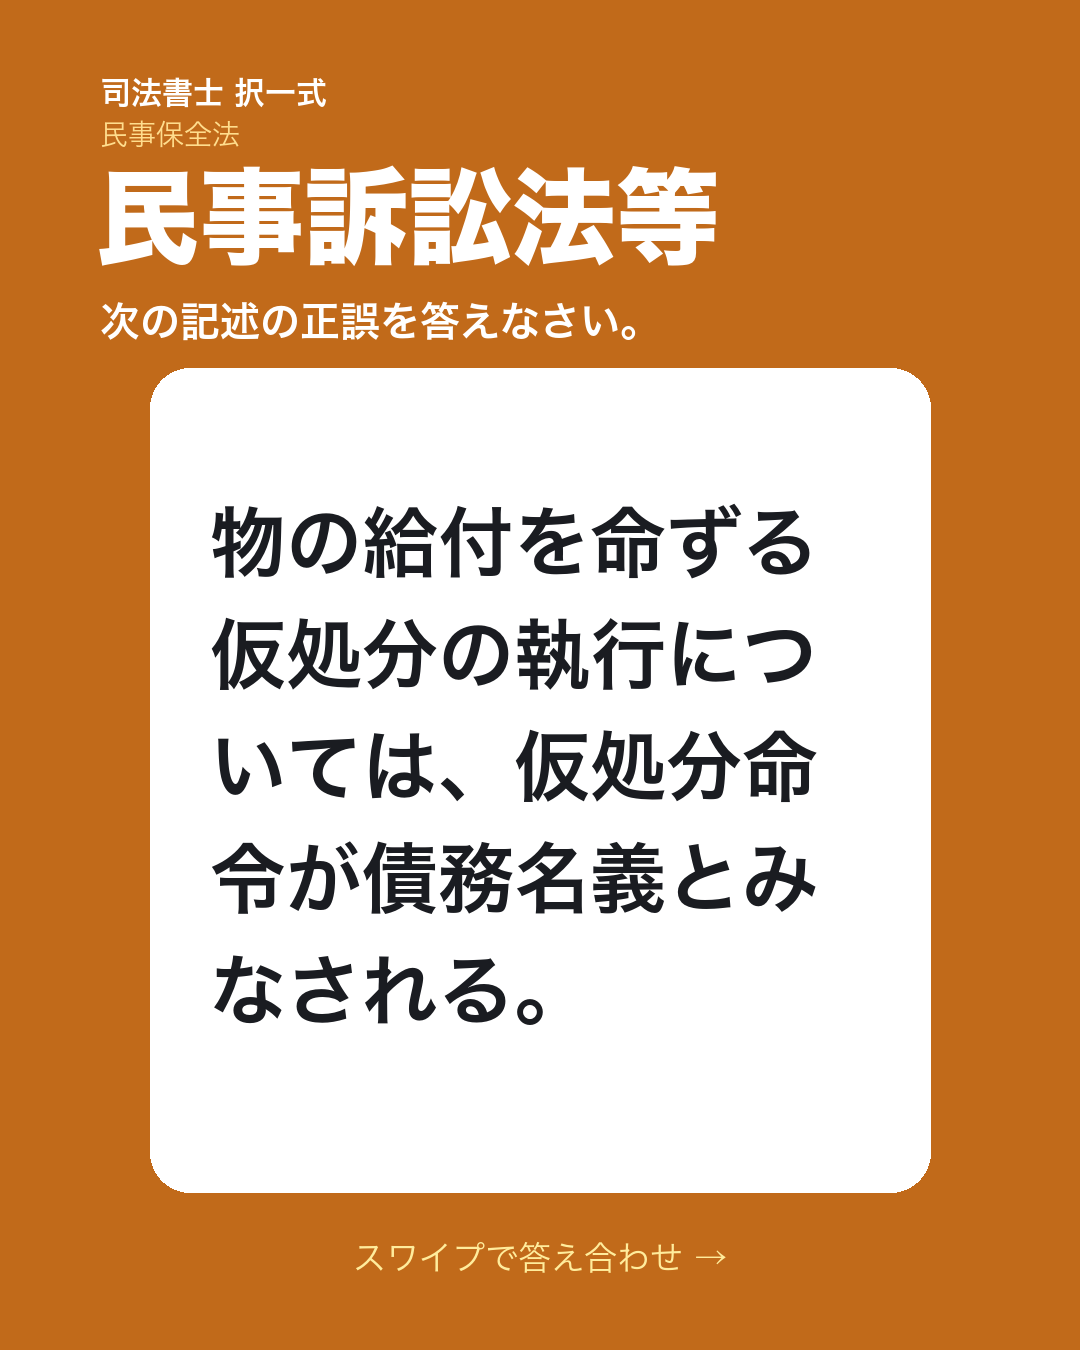 司法書士 択一式
民事保全法
民事訴訟法等
次の記述の正誤を答えなさい。
物の給付を命ずる
仮処分の執行につ
いては、仮処分命
令が債務名義とみ
なされる。
スワイプで答え合わせ →